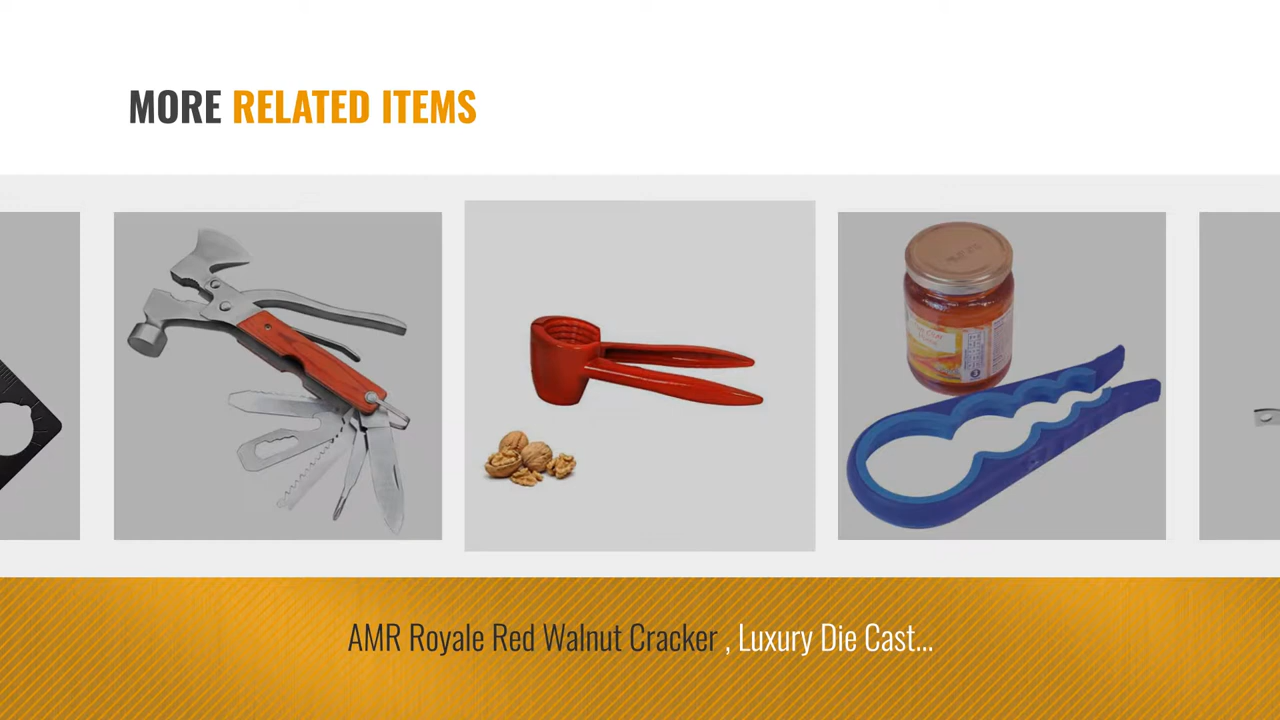 MORE RELATED ITEMS
AMR Royale Red Walnut Cracker , Luxury Die Cast...